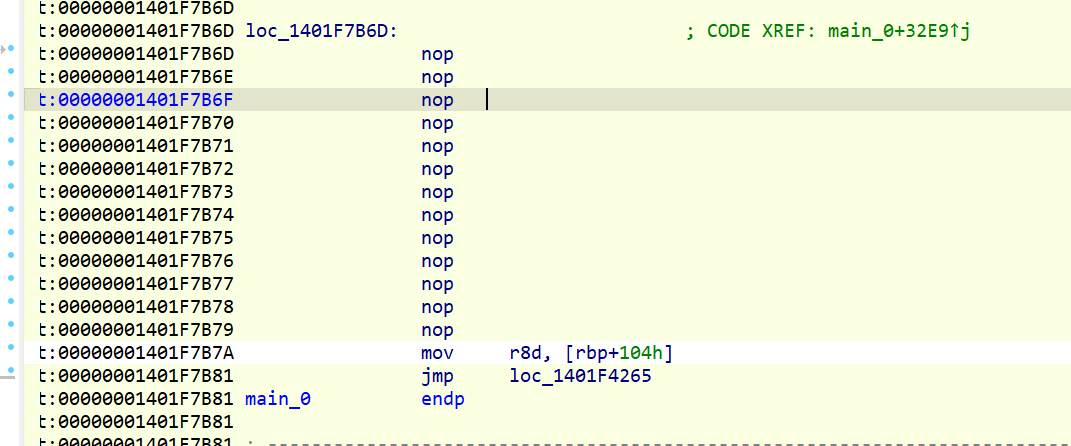 t:00000001401F7B6D
t:00000001401F7B6D loc_1401F7B6D: ; CODE XREF: main_0+32E9↑j
t:00000001401F7B6D nop
t:00000001401F7B6E nop
t:00000001401F7B6F nop
t:00000001401F7B70 nop
t:00000001401F7B71 nop
t:00000001401F7B72 nop
t:00000001401F7B73 nop
t:00000001401F7B74 nop
t:00000001401F7B75 nop
t:00000001401F7B76 nop
t:00000001401F7B77 nop
t:00000001401F7B78 nop
t:00000001401F7B79 nop
t:00000001401F7B7A mov r8d, [rbp+104h]
t:00000001401F7B81 jmp loc_1401F4265
t:00000001401F7B81 main_0 endp
t:00000001401F7B81
t:00000001401F7B81 ; ---------------------------------------------------------------------------